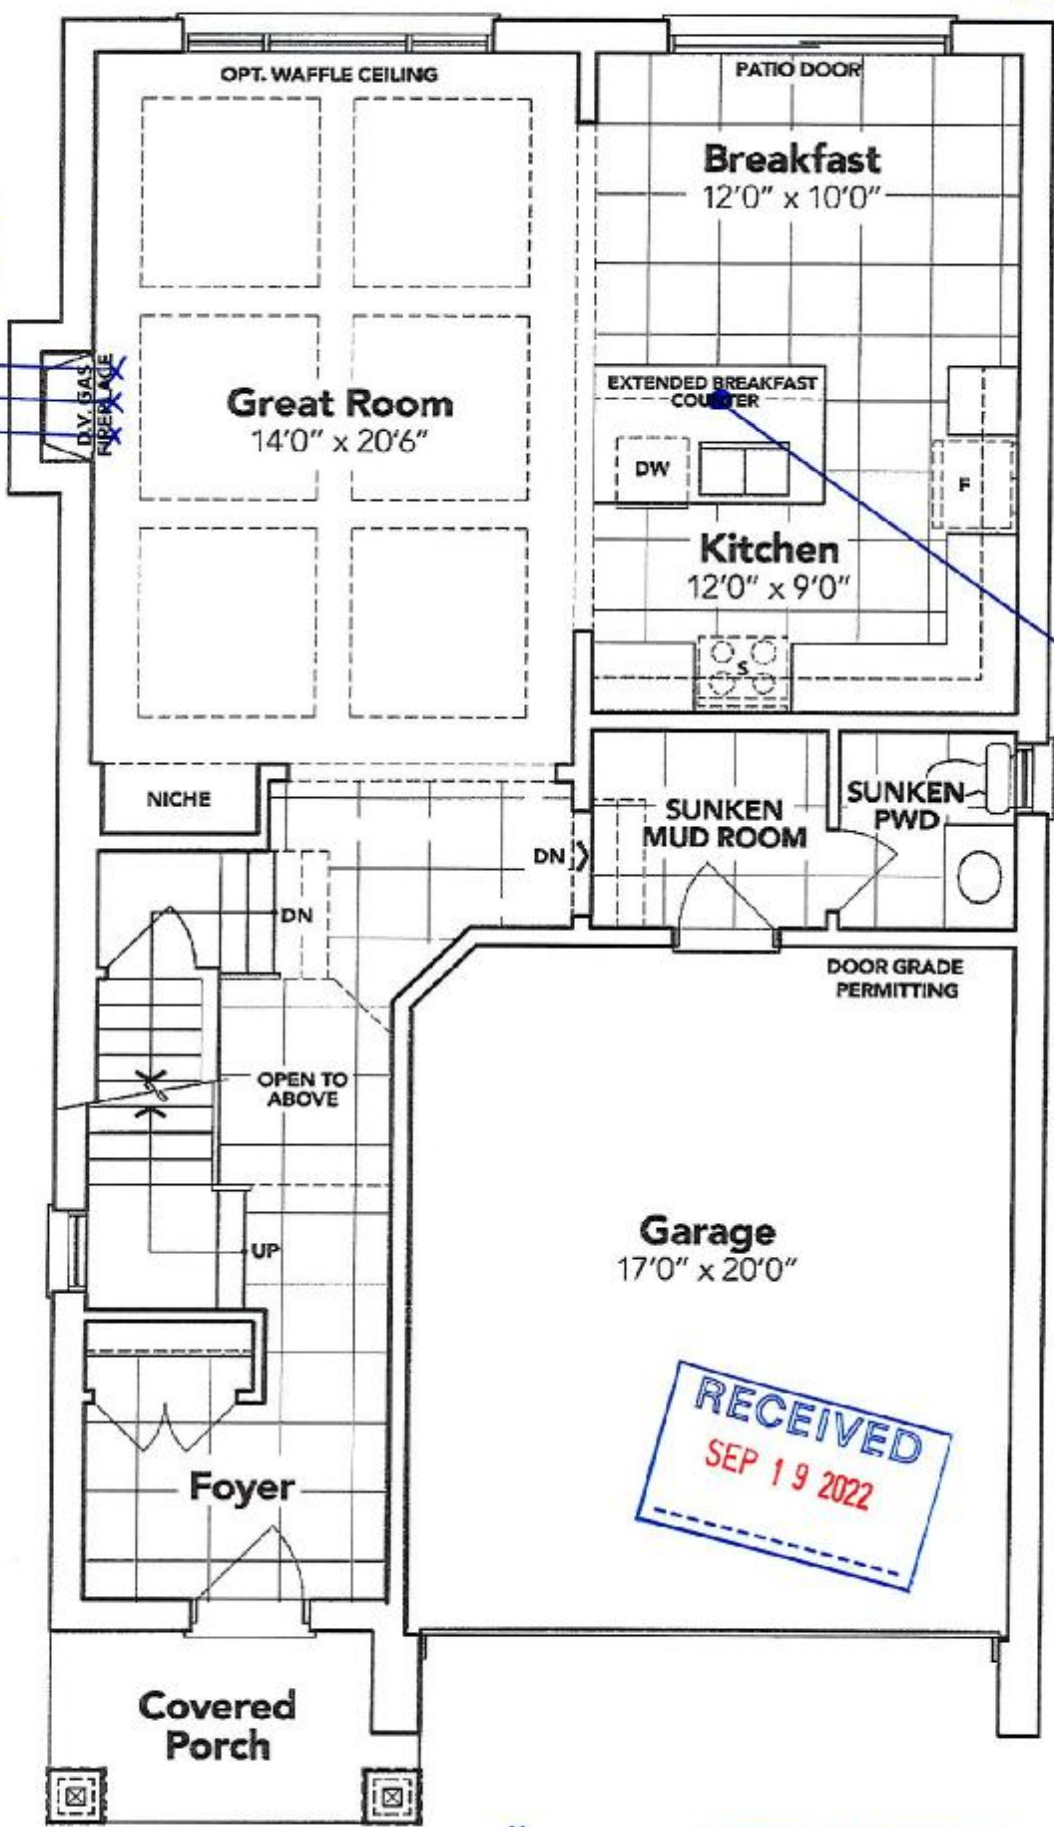 OPT. WAFFLE CEILING
PATIO DOOR
Breakfast
12'0" x 10'0"
D.V. GAS
FIREPLACE
Great Room
14'0" x 20'6"
EXTENDED BREAKFAST
COUNTER
DW
F
Kitchen
12'0" x 9'0"
S
NICHE
SUNKEN
MUD ROOM
SUNKEN
PWD
DN
DN
DOOR GRADE
PERMITTING
OPEN TO
ABOVE
UP
Garage
17'0" x 20'0"
RECEIVED
SEP 19 2022
Foyer
Covered
Porch